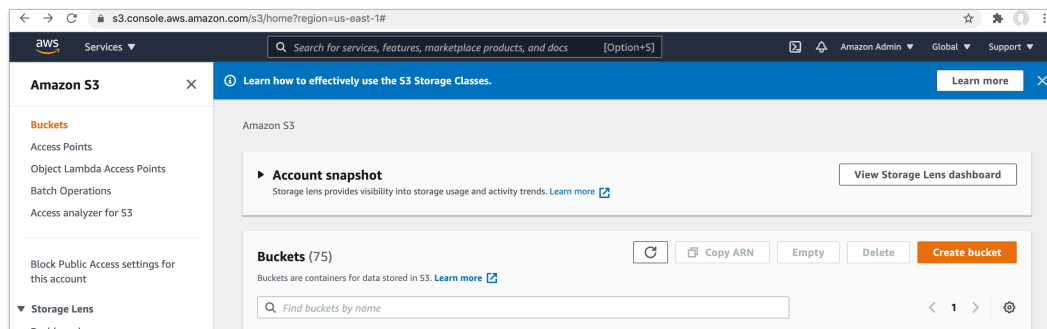 s3.console.aws.amazon.com/s3/home?region=us-east-1#
aws Services ▼ Search for services, features, marketplace products, and docs [Option+S] Amazon Admin ▼ Global ▼ Support ▼
Amazon S3
Learn how to effectively use the S3 Storage Classes. Learn more
Buckets
Access Points
Object Lambda Access Points
Batch Operations
Access analyzer for S3
Block Public Access settings for
this account
▼ Storage Lens
Amazon S3
Account snapshot
View Storage Lens dashboard
Storage lens provides visibility into storage usage and activity trends. Learn more
Buckets (75)
Copy ARN Empty Delete Create bucket
Buckets are containers for data stored in S3. Learn more
Find buckets by name
< 1 >